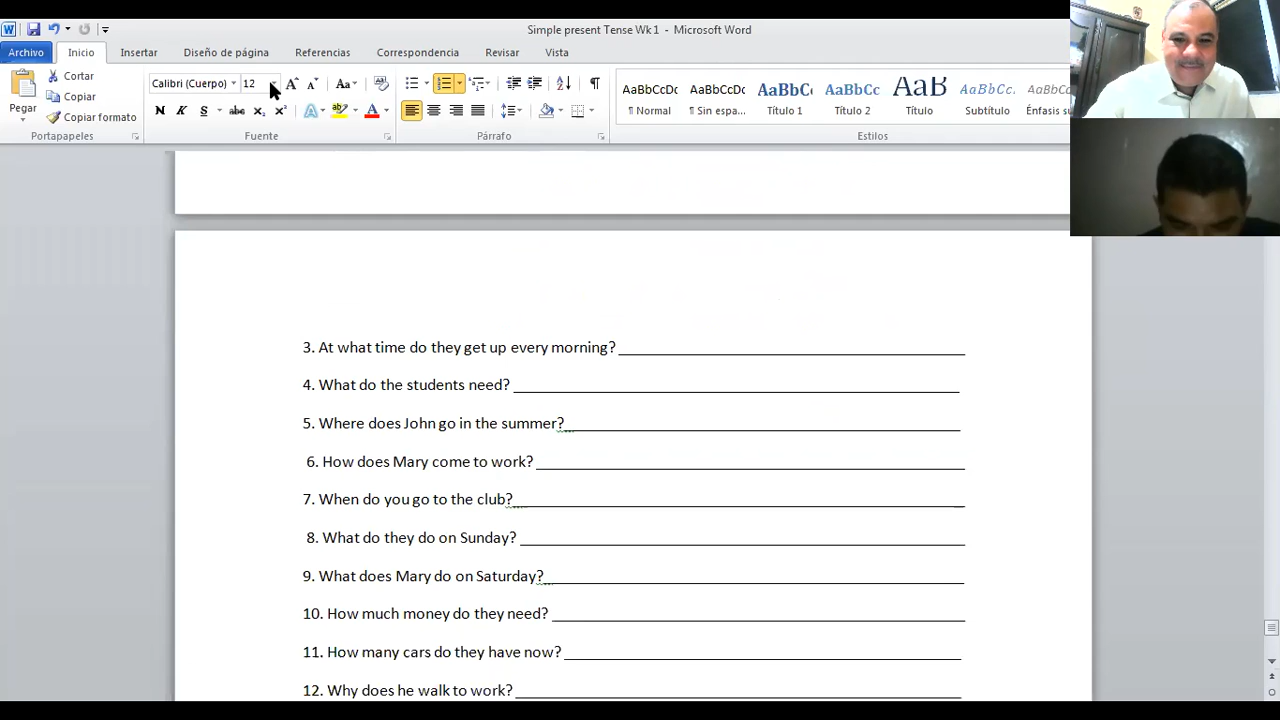 Simple present Tense Wk 1 - Microsoft Word
Archivo Inicio Insertar Diseño de página Referencias Correspondencia Revisar Vista
Pegar
Cortar
Copiar
Copiar formato
Portapapeles
Calibri (Cuerpo) 12
Fuente
Párrafo
AaBbCcDc
¶ Normal
AaBbCcDc
¶ Sin espa...
AaBbCc
Título 1
AaBbCc
Título 2
AaB
Título
AaBbCc.
Subtítulo
AaBbCcDc
Énfasis su...
Estilos
3. At what time do they get up every morning?
4. What do the students need?
5. Where does John go in the summer?
6. How does Mary come to work?
7. When do you go to the club?
8. What do they do on Sunday?
9. What does Mary do on Saturday?
10. How much money do they need?
11. How many cars do they have now?
12. Why does he walk to work?